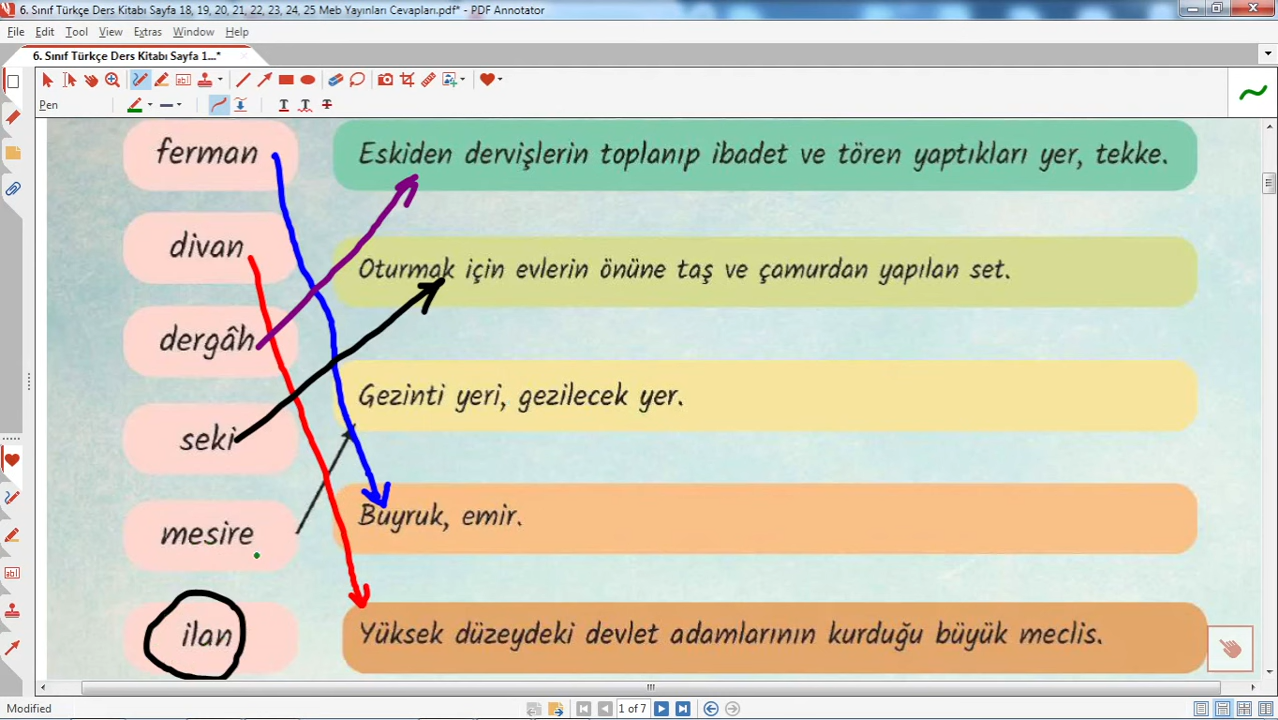 6. Sınıf Türkçe Ders Kitabı Sayfa 18, 19, 20, 21, 22, 23, 24, 25 Meb Yayınları Cevapları.pdf* - PDF Annotator
File Edit Tool View Extras Window Help
6. Sınıf Türkçe Ders Kitabı Sayfa 1...*
Pen
ferman
Eskiden dervişlerin toplanıp ibadet ve tören yaptıkları yer, tekke.
divan
Oturmak için evlerin önüne taş ve çamurdan yapılan set.
dergâh
Gezinti yeri, gezilecek yer.
seki
Buyruk, emir.
mesire
ilan
Yüksek düzeydeki devlet adamlarının kurduğu büyük meclis.
Modified
1 of 7